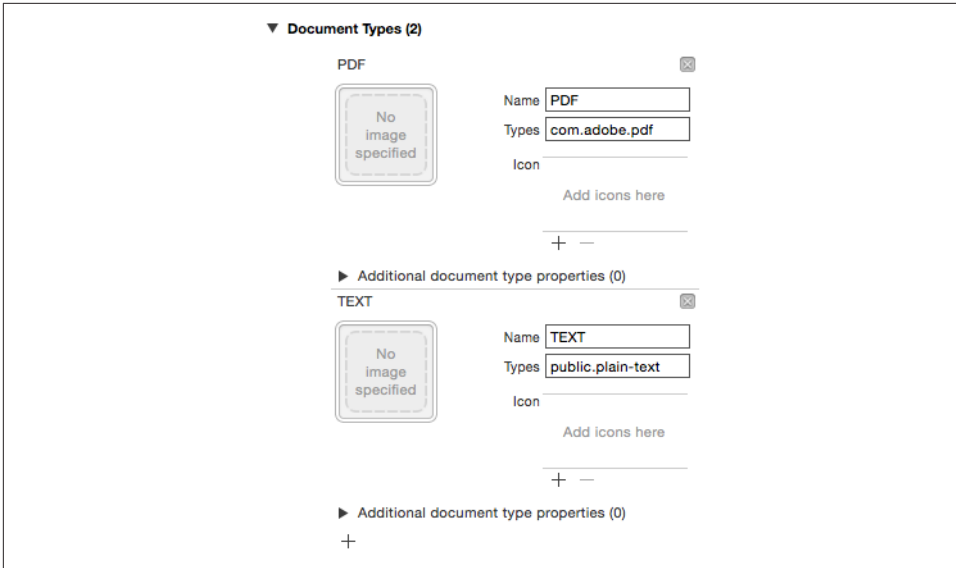 Document Types (2)
PDF
No
image
specified
Name PDF
Types com.adobe.pdf
Icon
Add icons here
Additional document type properties (0)
TEXT
No
image
specified
Name TEXT
Types public.plain-text
Icon
Add icons here
Additional document type properties (0)